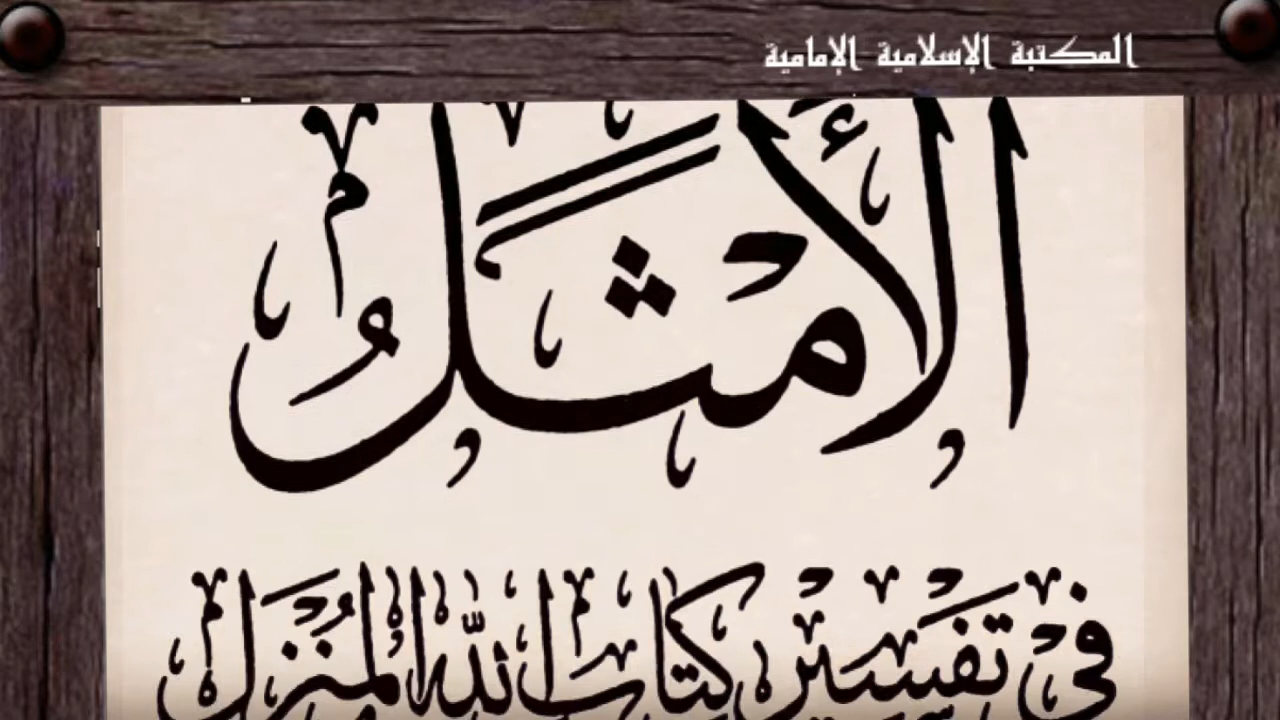 المكتبة الإسلامية الإمامية
الأمثل
في تفسير كتاب الله المنزل